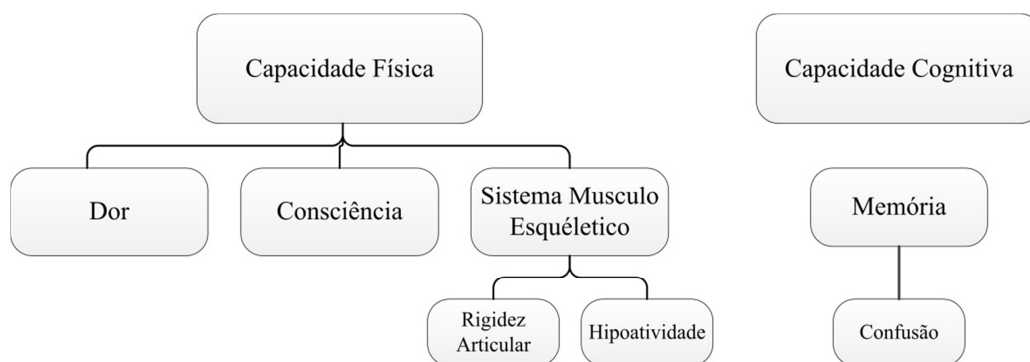 Capacidade Física
Capacidade Cognitiva
Dor
Consciência
Sistema Musculo
Esquéletico
Memória
Rigidez
Articular
Hipoatividade
Confusão